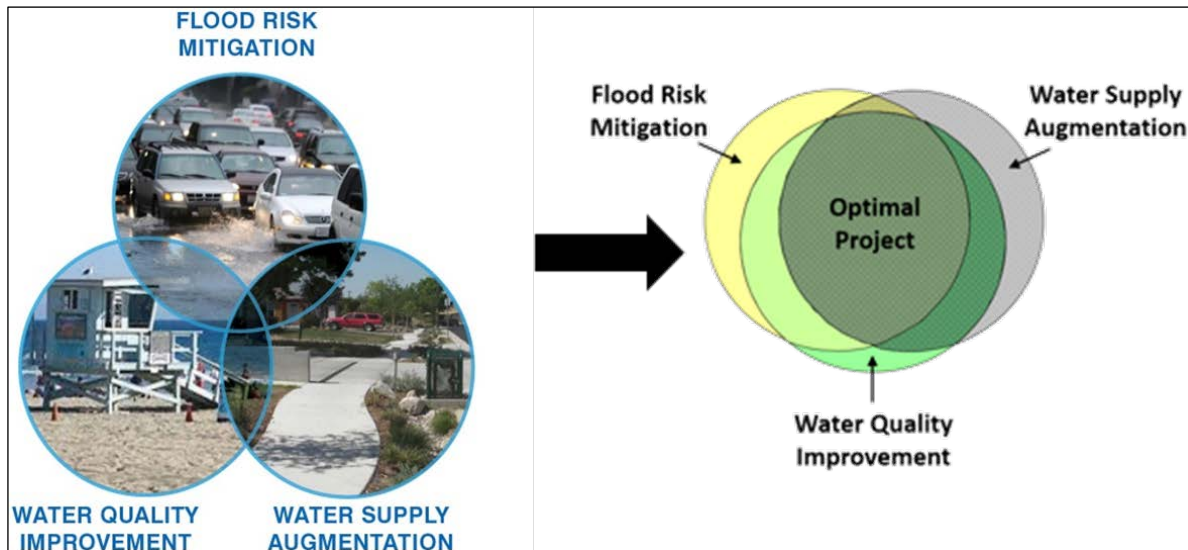 FLOOD RISK
MITIGATION
WATER QUALITY
IMPROVEMENT
WATER SUPPLY
AUGMENTATION
Flood Risk
Mitigation
Water Supply
Augmentation
Optimal
Project
Water Quality
Improvement